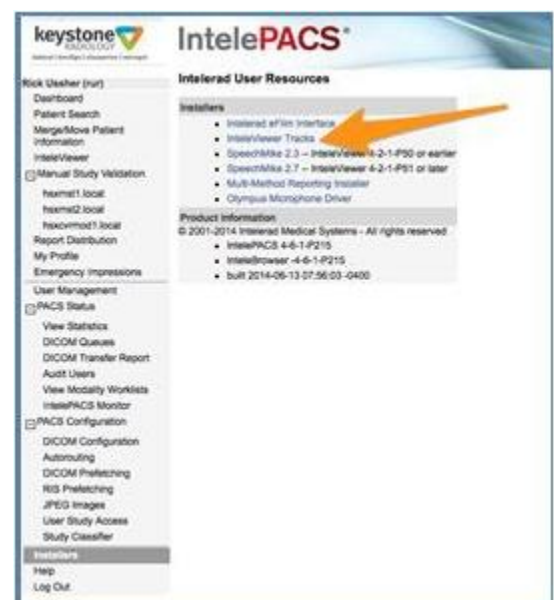 keystone
RADIOLOGY
IntelePACS
Rick Ussher (rur)
Dashboard
Patient Search
Merge/Move Patient
Information
InteleViewer
Manual Study Validation
hsxmst1.local
hsxmst2.local
hsxcvrmod1.local
Report Distribution
My Profile
Emergency Impressions
User Management
PACS Status
View Statistics
DICOM Queues
DICOM Transfer Report
Audit Users
View Modality Worklists
IntelePACS Monitor
PACS Configuration
DICOM Configuration
Autorouting
DICOM Prefetching
RIS Prefetching
JPEG Images
User Study Access
Study Classifier
Installers
Help
Log Out
Intelerad User Resources
Installers
Intelerad eFilm Interface
InteleViewer Tracks
SpeechMike 2.3 -- InteleViewer 4-2-1-P50 or earlier
SpeechMike 2.7 -- InteleViewer 4-2-1-P51 or later
Multi-Method Reporting Installer
Olympus Microphone Driver
Product Information
© 2001-2014 Intelerad Medical Systems - All rights reserved
IntelePACS 4-6-1-P215
InteleBrowser -4-6-1-P215
built 2014-06-13 07:56:03 -0400